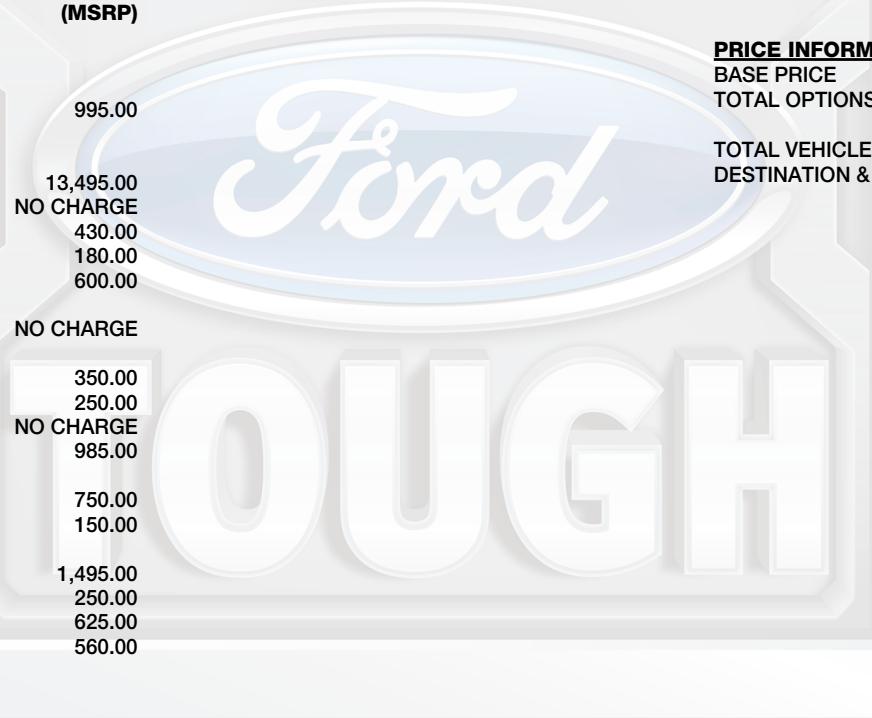 (MSRP)
995.00
13,495.00
NO CHARGE
430.00
180.00
600.00
NO CHARGE
350.00
250.00
NO CHARGE
985.00
750.00
150.00
1,495.00
250.00
625.00
560.00
PRICE INFORM
BASE PRICE
TOTAL OPTIONS
TOTAL VEHICLE
DESTINATION &
Ford
TOUGH